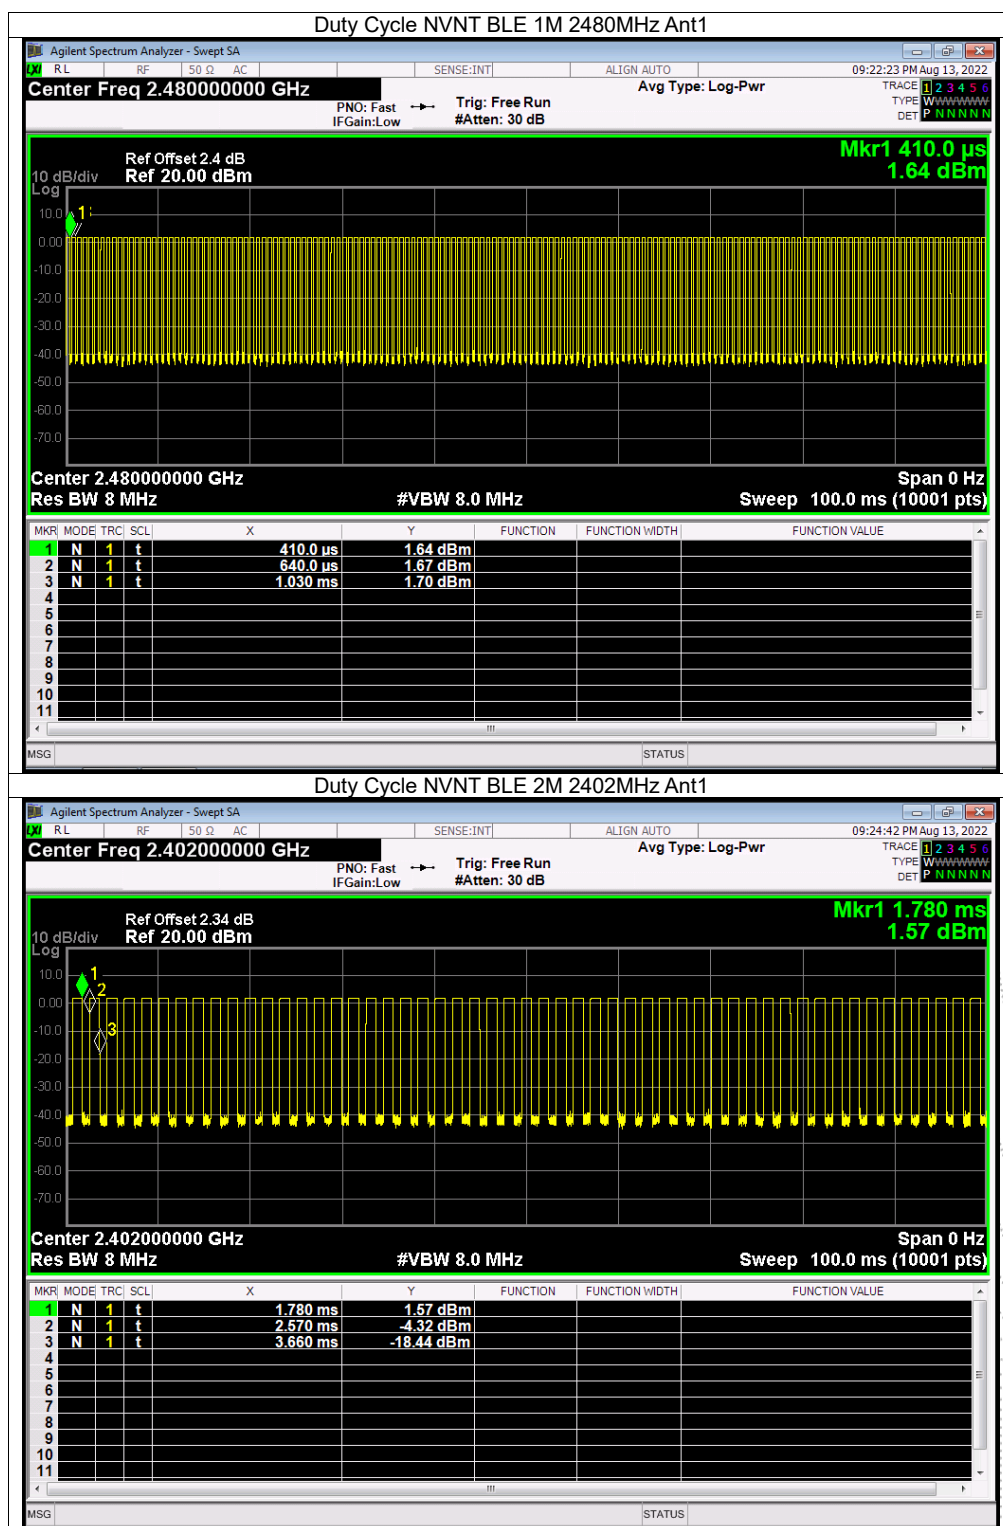 Duty Cycle NVNT BLE 1M 2480MHz Ant1
Agilent Spectrum Analyzer - Swept SA
LXI RL RF 50 Ω AC SENSE:INT ALIGN AUTO 09:22:23 PM Aug 13, 2022
Center Freq 2.480000000 GHz Avg Type: Log-Pwr TRACE 1 2 3 4 5 6
PNO: Fast Trig: Free Run TYPE WWWWWW
IFGain:Low #Atten: 30 dB DET P N N N N N
Mkr1 410.0 µs
Ref Offset 2.4 dB
10 dB/div Ref 20.00 dBm 1.64 dBm
Log
10.0
1
0.00
-10.0
-20.0
-30.0
-40.0
-50.0
-60.0
-70.0
Center 2.480000000 GHz Span 0 Hz
Res BW 8 MHz #VBW 8.0 MHz Sweep 100.0 ms (10001 pts)
MKR MODE TRC SCL X Y FUNCTION FUNCTION WIDTH FUNCTION VALUE
1 N 1 t 410.0 µs 1.64 dBm
2 N 1 t 640.0 µs 1.67 dBm
3 N 1 t 1.030 ms 1.70 dBm
4
5
6
7
8
9
10
11
MSG STATUS
Duty Cycle NVNT BLE 2M 2402MHz Ant1
Agilent Spectrum Analyzer - Swept SA
LXI RL RF 50 Ω AC SENSE:INT ALIGN AUTO 09:24:42 PM Aug 13, 2022
Center Freq 2.402000000 GHz Avg Type: Log-Pwr TRACE 1 2 3 4 5 6
PNO: Fast Trig: Free Run TYPE WWWWWW
IFGain:Low #Atten: 30 dB DET P N N N N N
Mkr1 1.780 ms
Ref Offset 2.34 dB
10 dB/div Ref 20.00 dBm 1.57 dBm
Log
10.0
1
2
0.00
3
-10.0
-20.0
-30.0
-40.0
-50.0
-60.0
-70.0
Center 2.402000000 GHz Span 0 Hz
Res BW 8 MHz #VBW 8.0 MHz Sweep 100.0 ms (10001 pts)
MKR MODE TRC SCL X Y FUNCTION FUNCTION WIDTH FUNCTION VALUE
1 N 1 t 1.780 ms 1.57 dBm
2 N 1 t 2.570 ms -4.32 dBm
3 N 1 t 3.660 ms -18.44 dBm
4
5
6
7
8
9
10
11
MSG STATUS